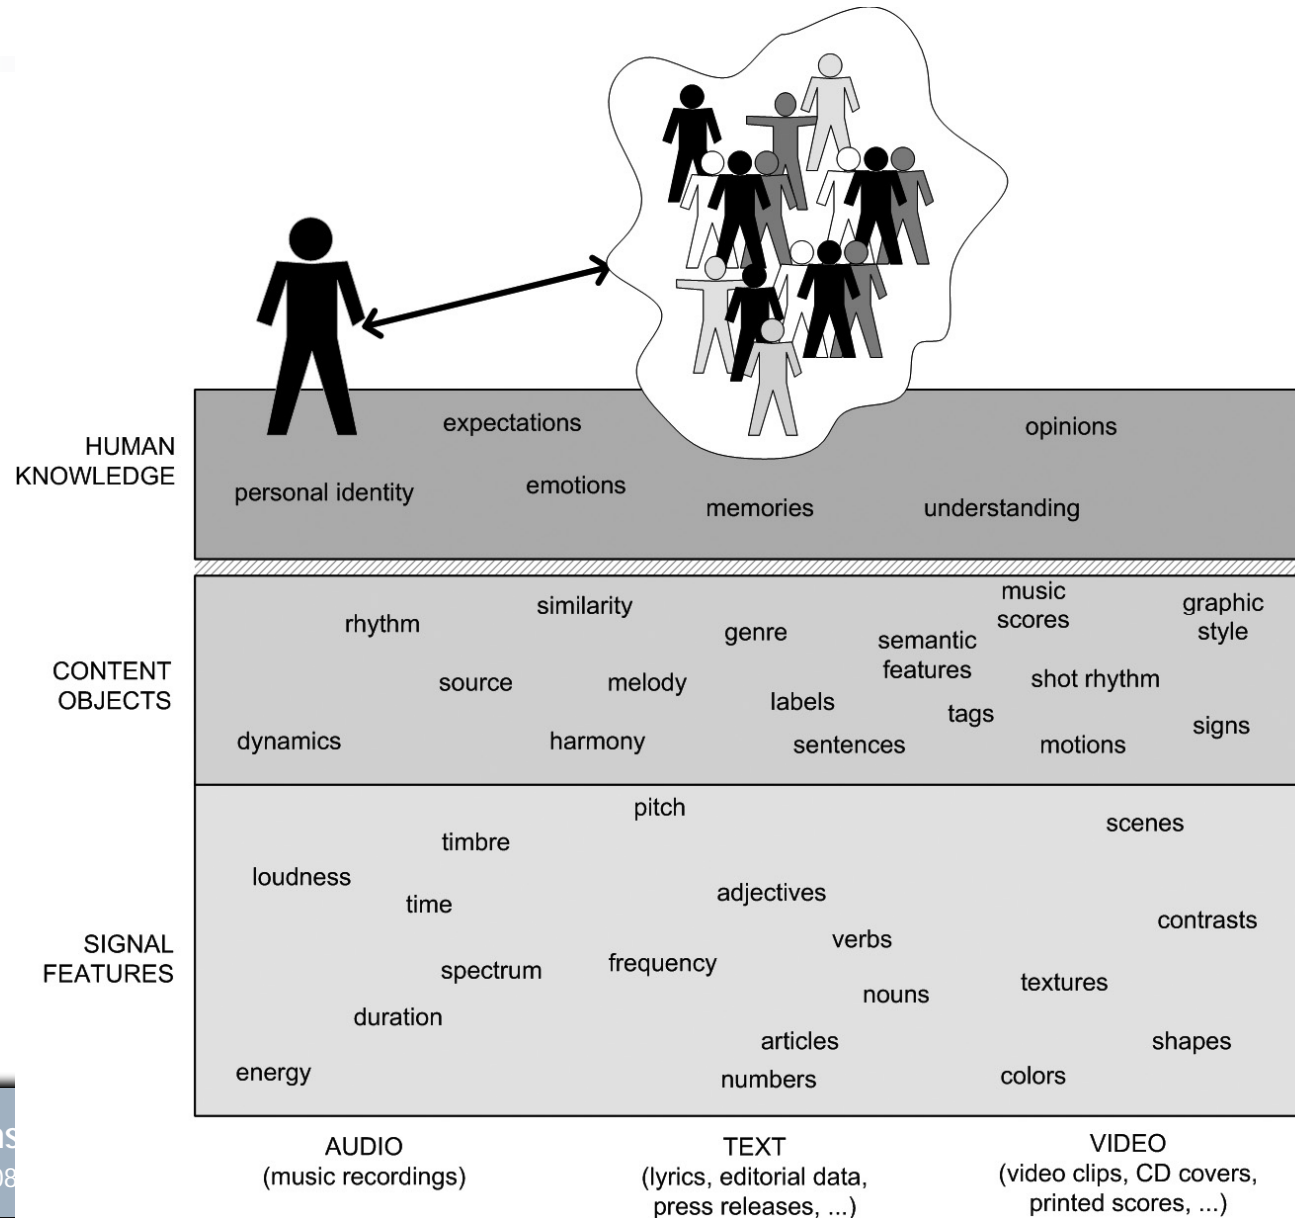 HUMAN
KNOWLEDGE
expectations
opinions
personal identity
emotions
memories
understanding
CONTENT
OBJECTS
rhythm
similarity
genre
semantic
features
music
scores
graphic
style
source
melody
labels
tags
shot rhythm
signs
dynamics
harmony
sentences
motions
SIGNAL
FEATURES
pitch
scenes
timbre
loudness
time
adjectives
contrasts
verbs
spectrum
frequency
textures
nouns
duration
articles
shapes
energy
numbers
colors
AUDIO
(music recordings)
TEXT
(lyrics, editorial data,
press releases, ...)
VIDEO
(video clips, CD covers,
printed scores, ...)